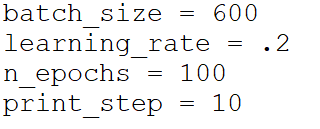 batch_size = 600
learning_rate = .2
n_epochs = 100
print_step = 10